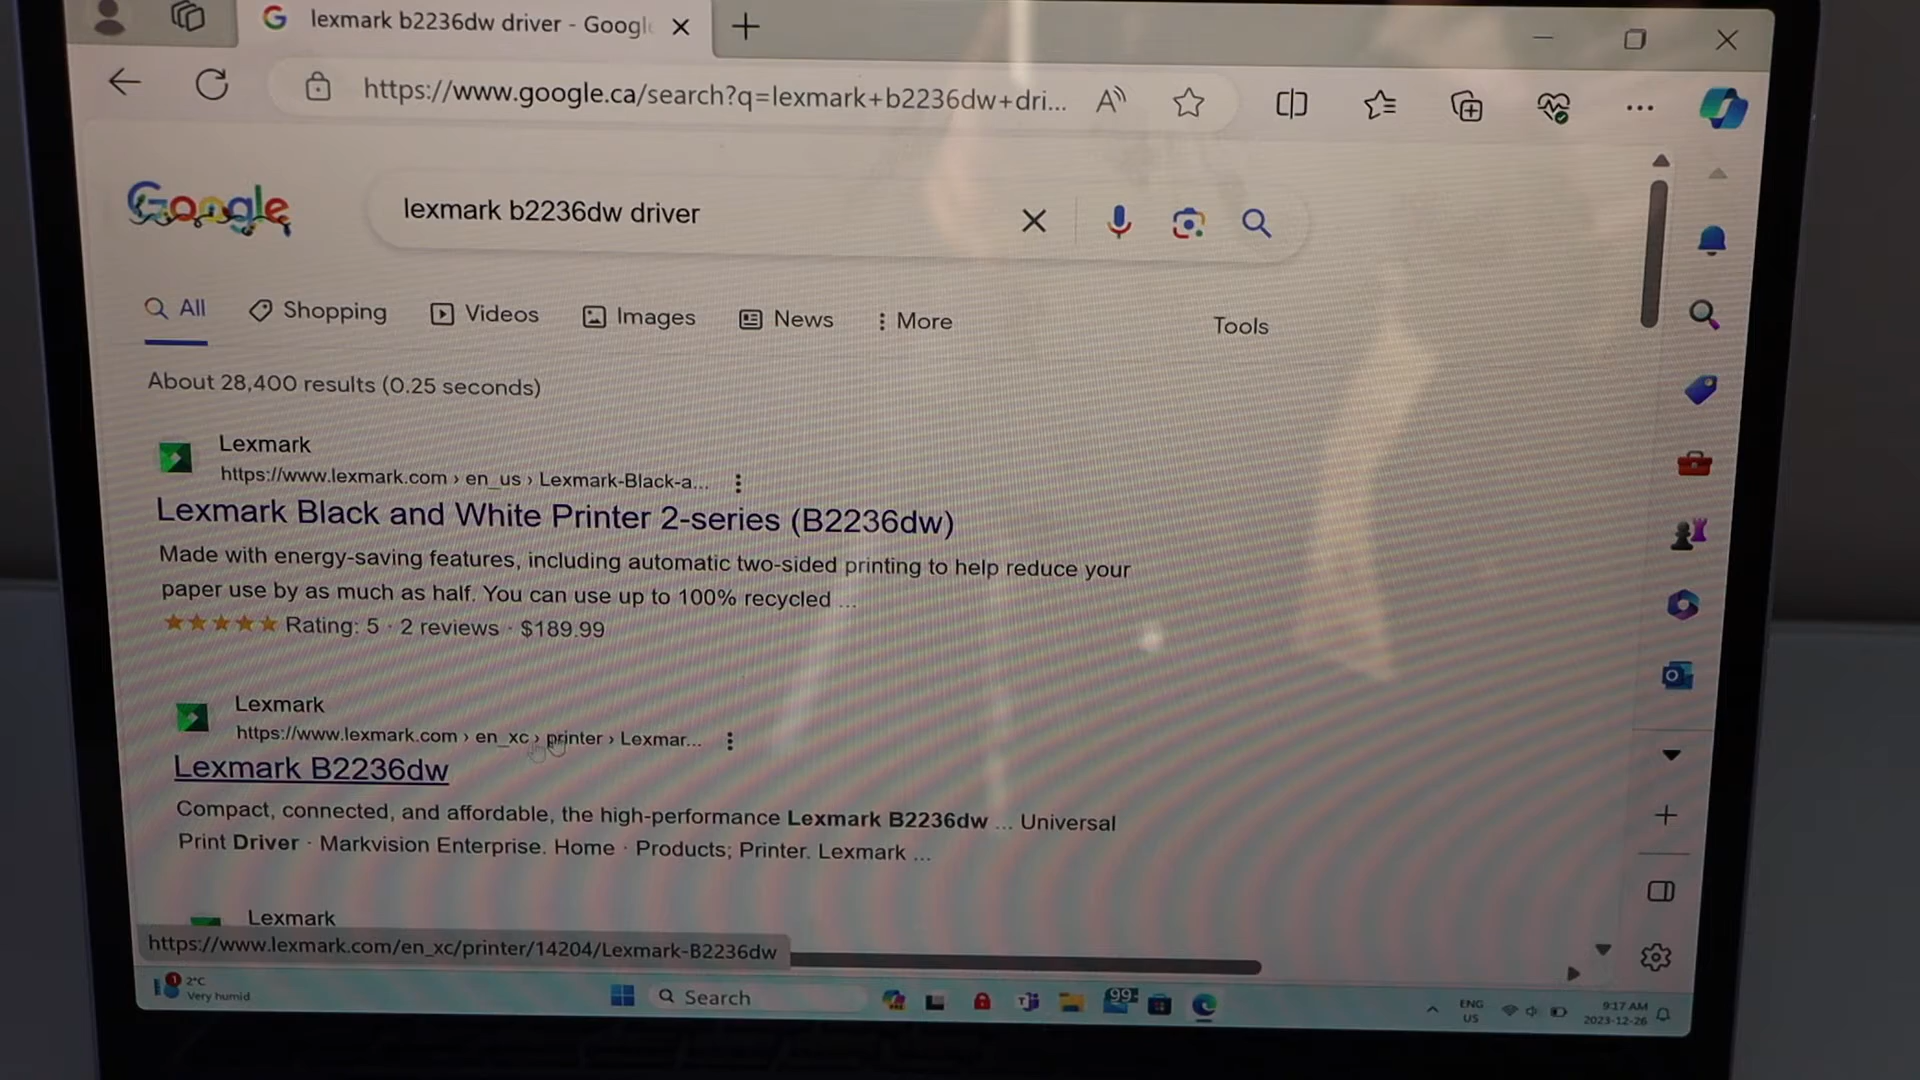 lexmark b2236dw driver - Googl
https://www.google.ca/search?q=lexmark+b2236dw+dri...
Google
lexmark b2236dw driver
All Shopping Videos Images News More Tools
About 28,400 results (0.25 seconds)
Lexmark
https://www.lexmark.com › en_us › Lexmark-Black-a...
Lexmark Black and White Printer 2-series (B2236dw)
Made with energy-saving features, including automatic two-sided printing to help reduce your
paper use by as much as half. You can use up to 100% recycled ...
Rating: 5 · 2 reviews · $189.99
Lexmark
https://www.lexmark.com › en_xc › printer › Lexmar...
Lexmark B2236dw
Compact, connected, and affordable, the high-performance Lexmark B2236dw ... Universal
Print Driver · Markvision Enterprise. Home · Products; Printer. Lexmark ...
Lexmark
https://www.lexmark.com/en_xc/printer/14204/Lexmark-B2236dw
1
2°C
Very humid
Search
99+
ENG
US
9:17 AM
2023-12-26